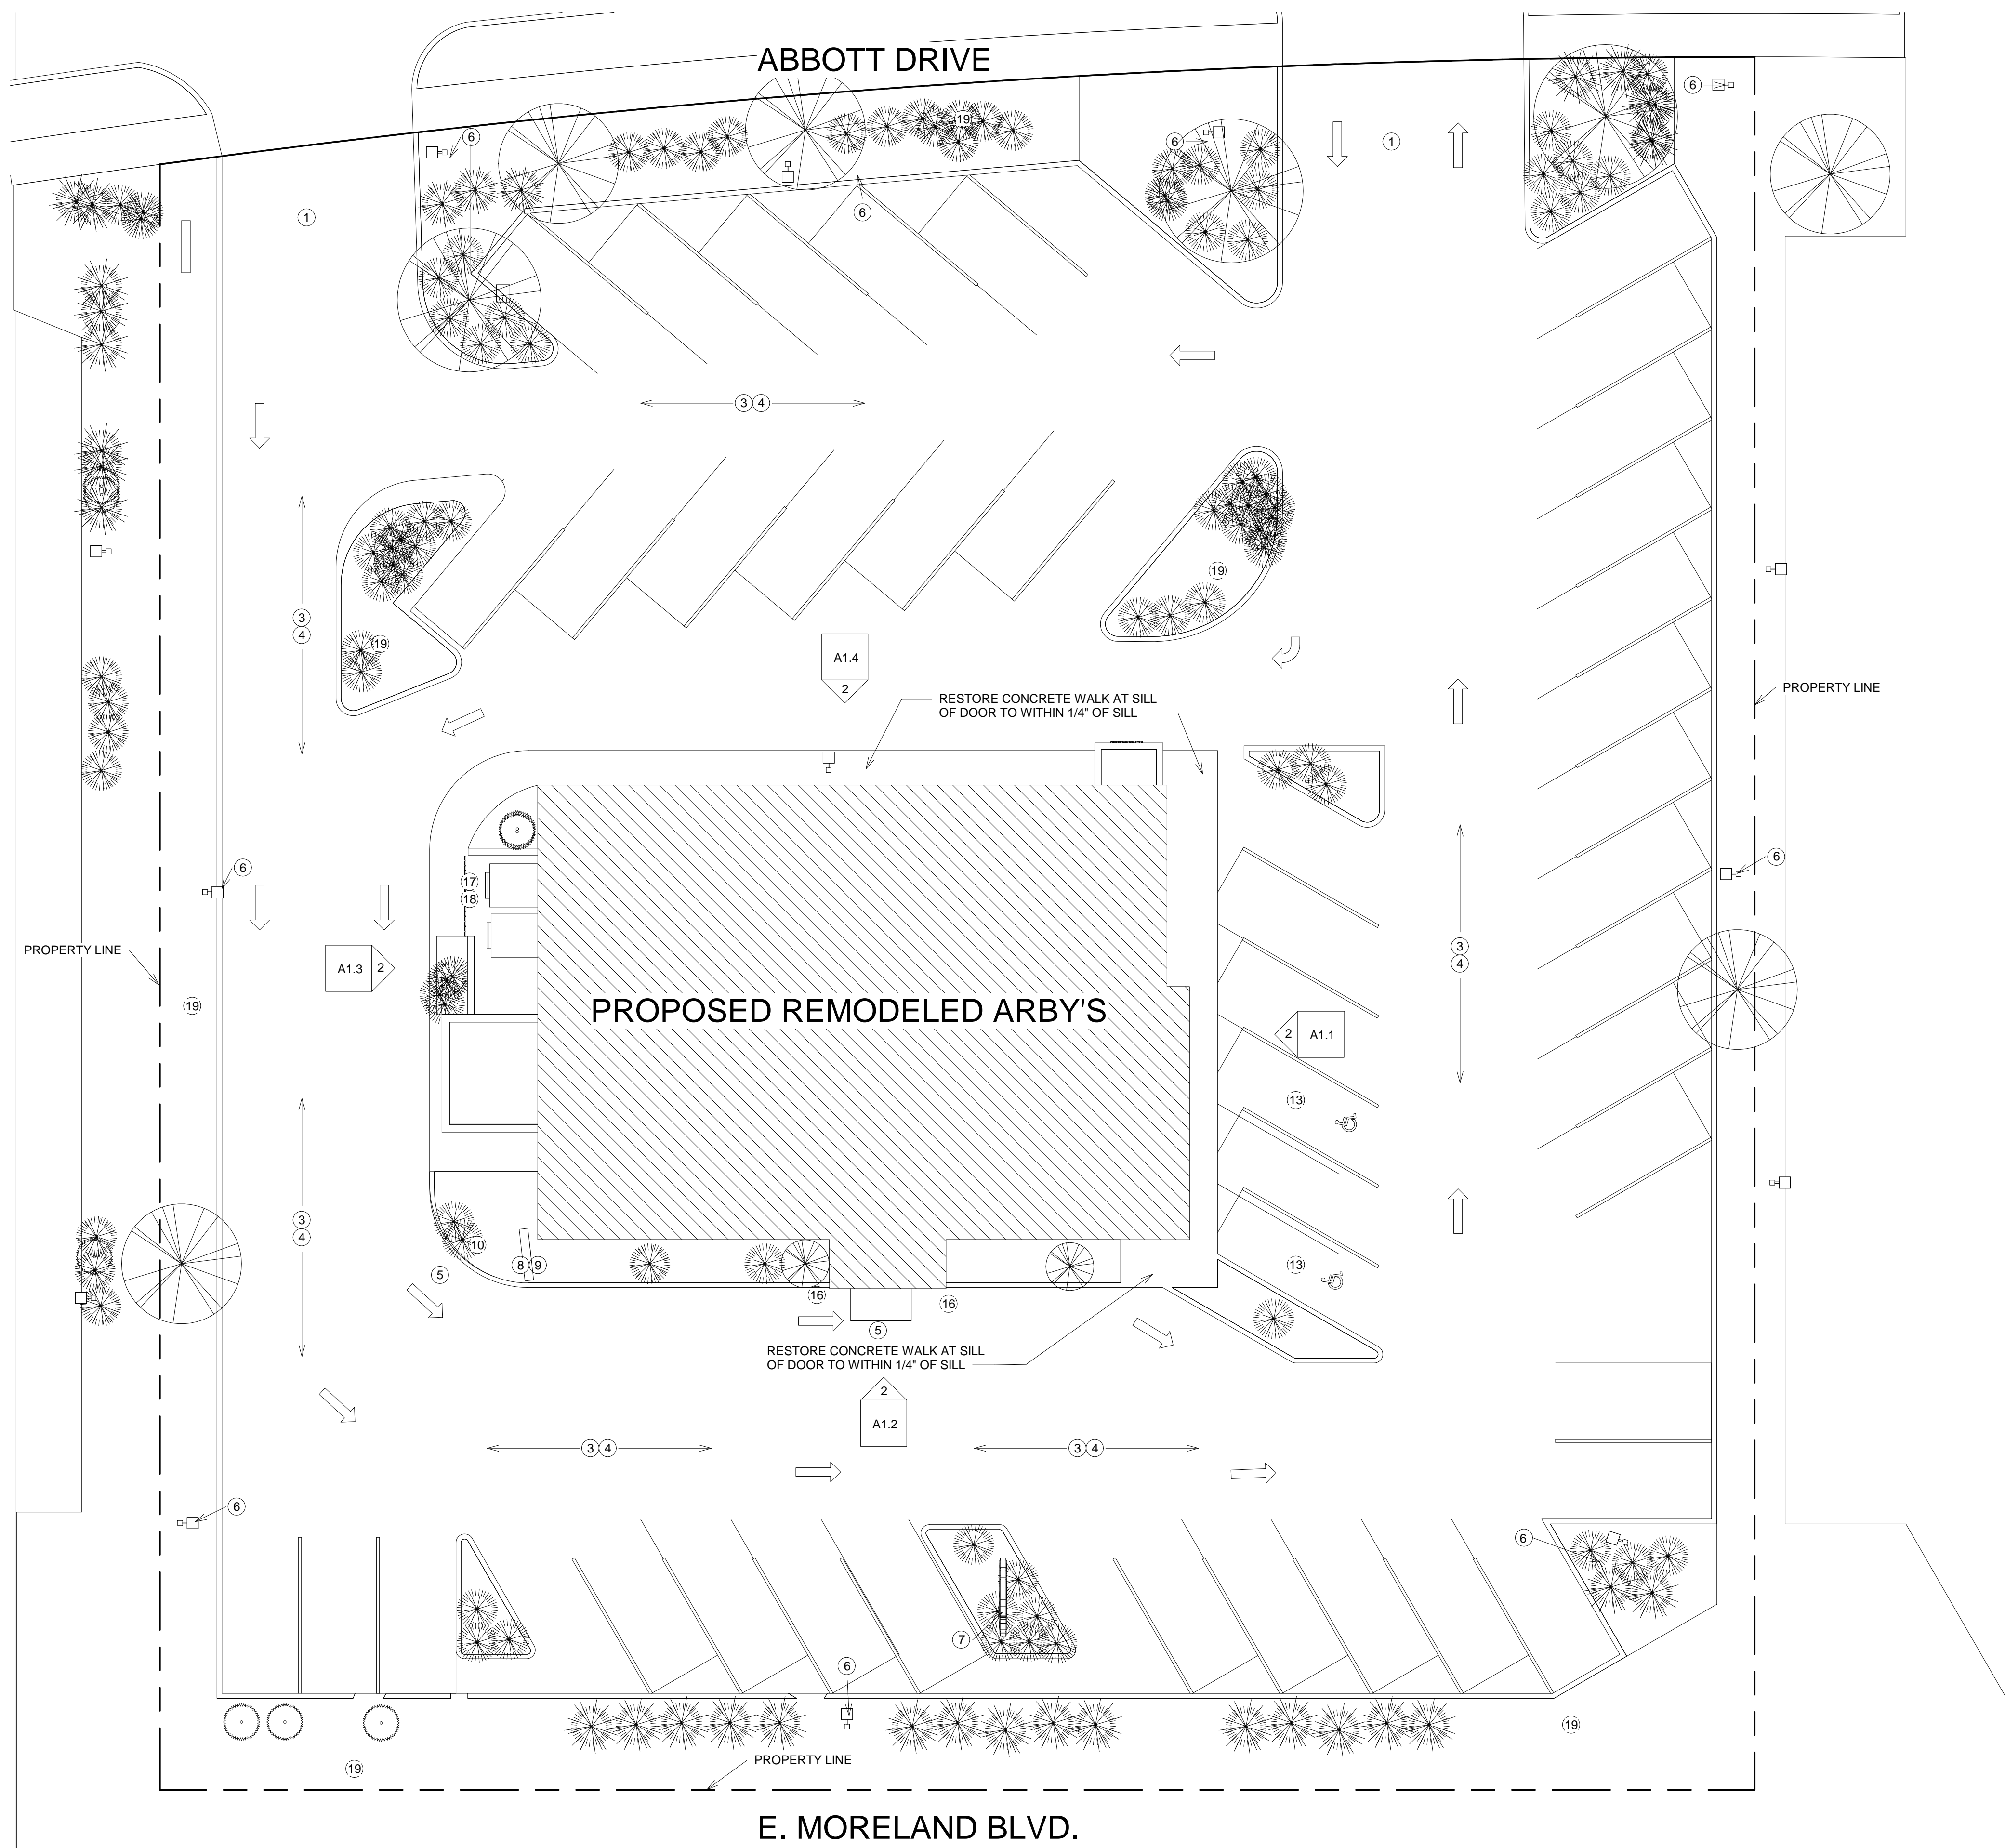 ABBOTT DRIVE
6
6
6
19
1
1
6
3 4
19
3
4
19
A1.4
2
RESTORE CONCRETE WALK AT SILL
OF DOOR TO WITHIN 1/4" OF SILL
PROPERTY LINE
6
17
18
6
PROPERTY LINE
A1.3
2
3
4
19
PROPOSED REMODELED ARBY'S
2
A1.1
13
3
4
10
5
8 9
13
16
16
5
RESTORE CONCRETE WALK AT SILL
OF DOOR TO WITHIN 1/4" OF SILL
2
A1.2
3 4
3 4
6
6
7
6
19
PROPERTY LINE
19
E. MORELAND BLVD.